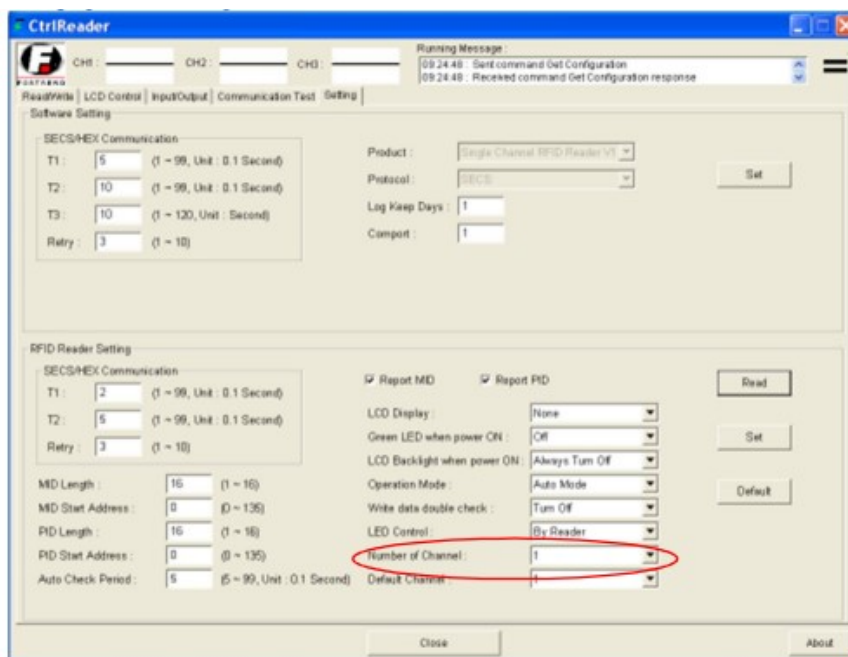 CtrlReader
CH1 : CH2 : CH3 :
Running Message :
09:24:48 : Sent command Get Configuration
09:24:48 : Received command Get Configuration response
FORTREND
Read/Write LCD Control Input/Output Communication Test Setting
Software Setting
SECS/HEX Communication
T1 : 5 (1 ~ 99, Unit : 0.1 Second)
T2 : 10 (1 ~ 99, Unit : 0.1 Second)
T3 : 10 (1 ~ 120, Unit : Second)
Retry : 3 (1 ~ 10)
Product : Single Channel RFID Reader V1
Protocol : SECS
Log Keep Days : 1
Comport : 1
Set
RFID Reader Setting
SECS/HEX Communication
T1 : 2 (1 ~ 99, Unit : 0.1 Second)
T2 : 5 (1 ~ 99, Unit : 0.1 Second)
Retry : 3 (1 ~ 10)
MID Length : 16 (1 ~ 16)
MID Start Address : 0 (0 ~ 135)
PID Length : 16 (1 ~ 16)
PID Start Address : 0 (0 ~ 135)
Auto Check Period : 5 (5 ~ 99, Unit : 0.1 Second)
Report MID Report PID
LCD Display : None
Green LED when power ON : Off
LCD Backlight when power ON : Always Turn Off
Operation Mode : Auto Mode
Write data double check : Turn Off
LED Control : By Reader
Number of Channel : 1
Default Channel : 1
Read
Set
Default
Close
About